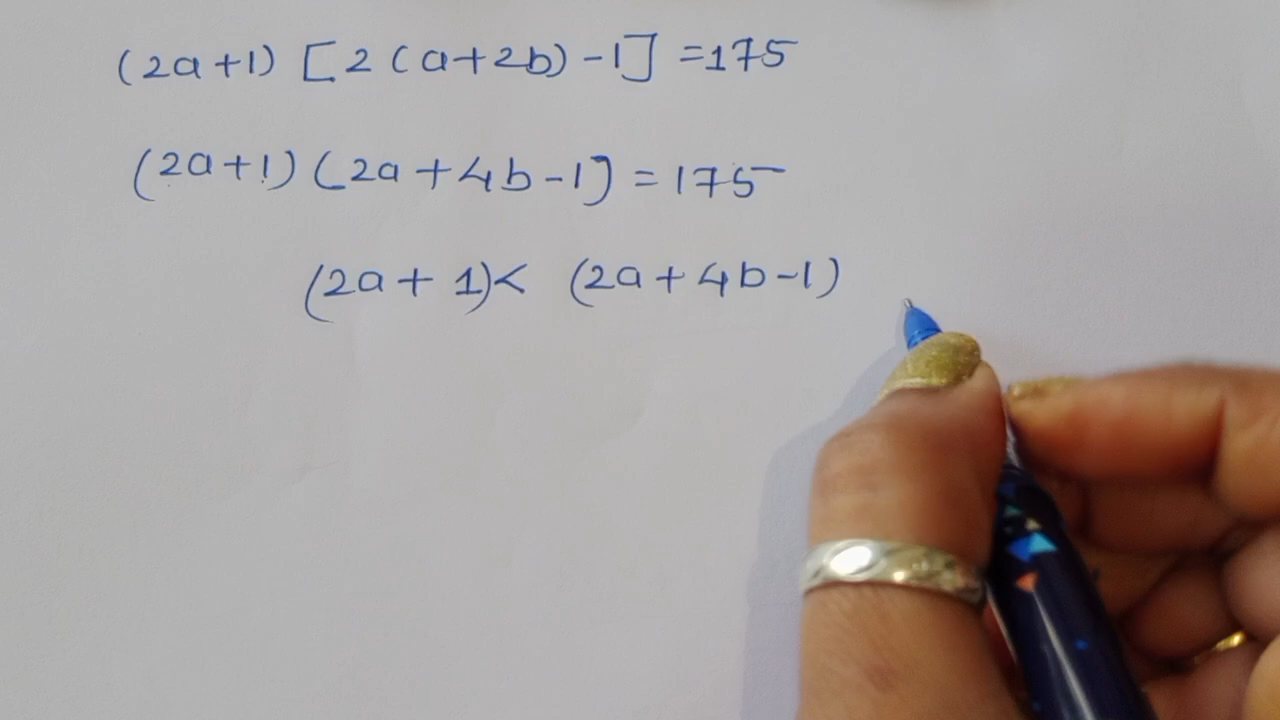 (2a+1) [2(a+2b)-1] =175
(2a+1)(2a+4b-1] =175
(2a+1)< (2a+4b-1)